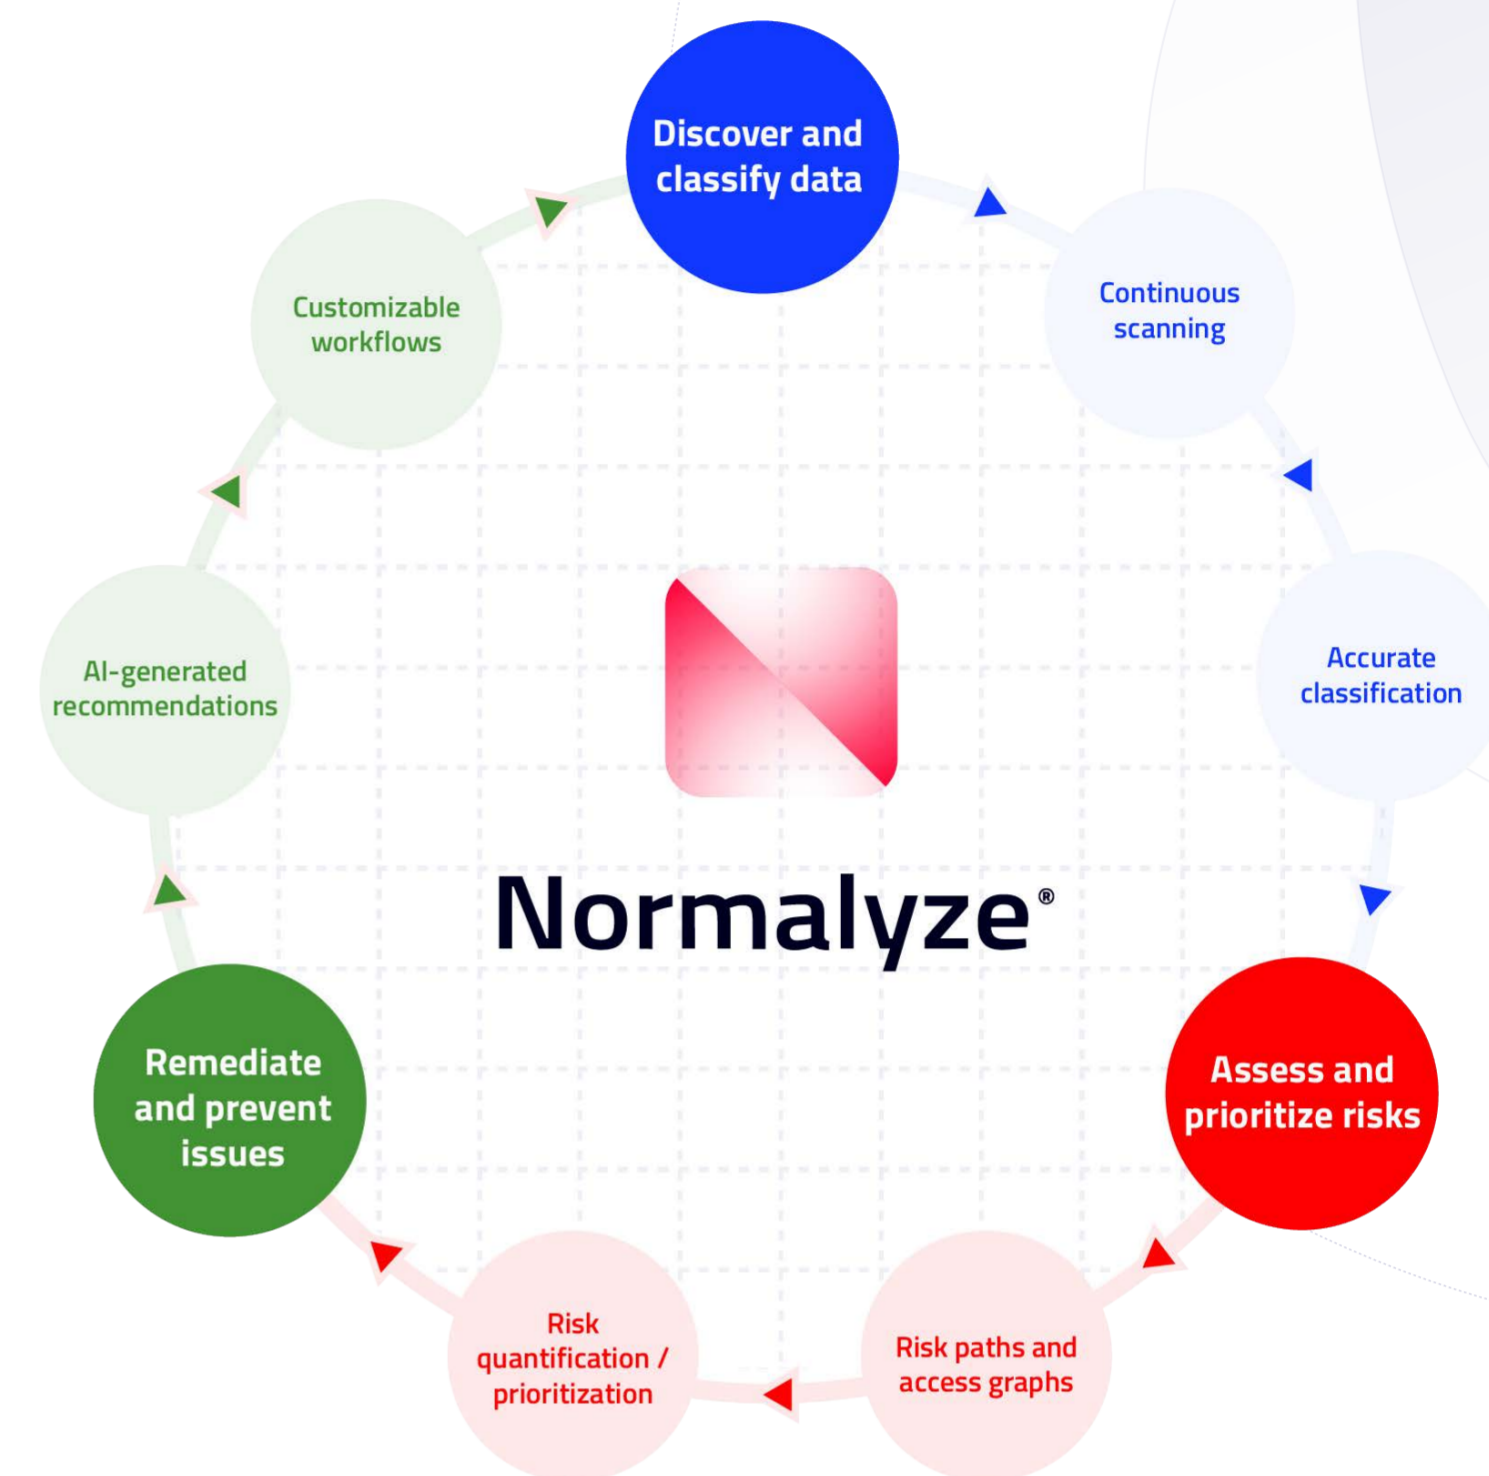 Discover and
classify data
Continuous
scanning
Accurate
classification
Assess and
prioritize risks
Risk paths and
access graphs
Risk
quantification /
prioritization
Remediate
and prevent
issues
AI-generated
recommendations
Customizable
workflows
Normalyze®